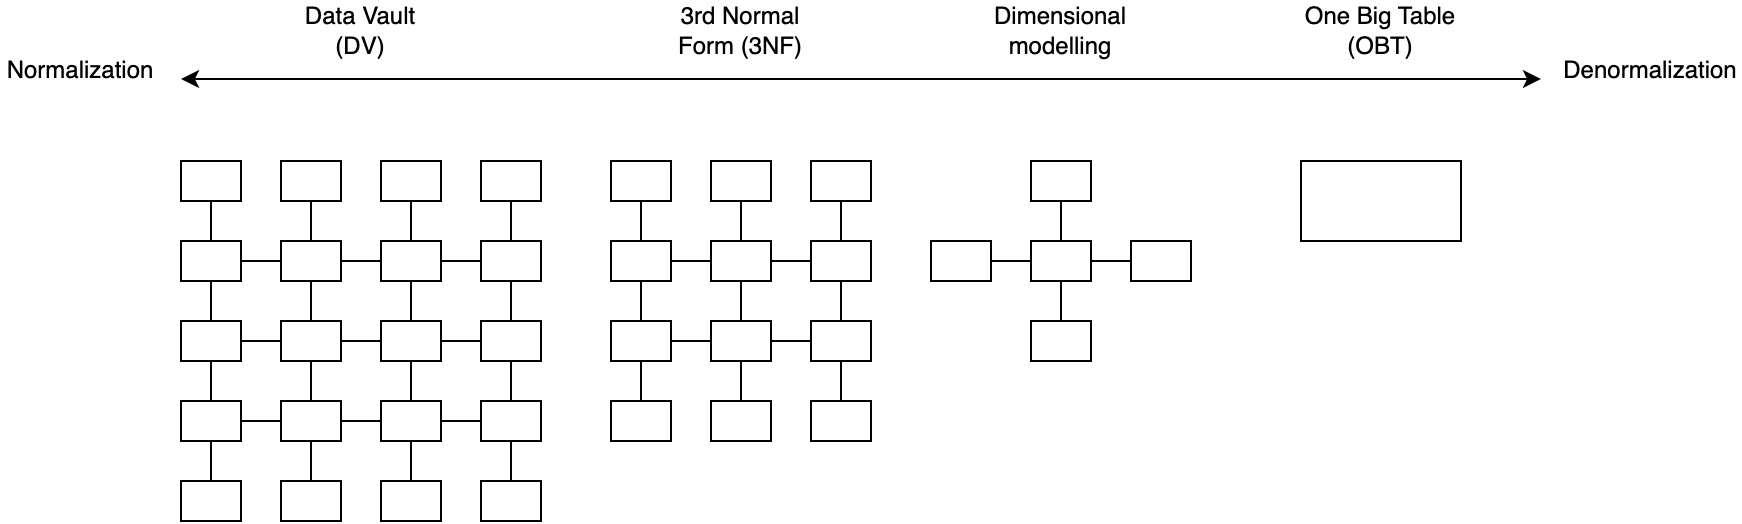 Data Vault
(DV)
3rd Normal
Form (3NF)
Dimensional
modelling
One Big Table
(OBT)
Normalization
Denormalization